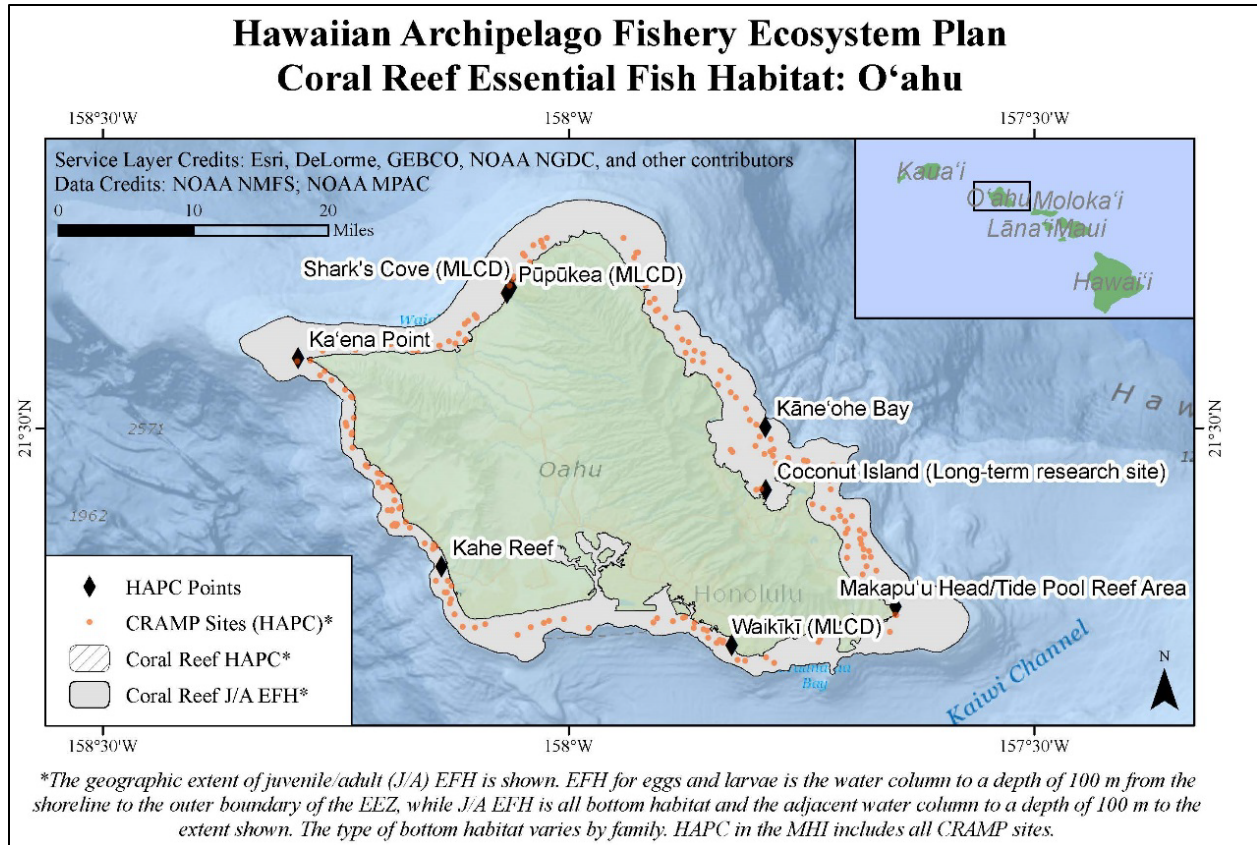 Hawaiian Archipelago Fishery Ecosystem Plan
Coral Reef Essential Fish Habitat: Oʻahu
158°30'W
158°W
157°30'W
Service Layer Credits: Esri, DeLorme, GEBCO, NOAA NGDC, and other contributors
Data Credits: NOAA NMFS; NOAA MPAC
0 10 20
Miles
Kauaʻi
Oʻahu
Molokaʻi
Lānaʻi
Maui
Hawaiʻi
Shark's Cove (MLCD)
Pūpūkea (MLCD)
Kaʻena Point
21°30'N
21°30'N
2571
Kāneʻohe Bay
Oahu
Coconut Island (Long-term research site)
1962
Kahe Reef
Honolulu
Makapuʻu Head/Tide Pool Reef Area
Waikīkī (MLCD)
Bay
Kaiwi Channel
N
HAPC Points
CRAMP Sites (HAPC)*
Coral Reef HAPC*
Coral Reef J/A EFH*
158°30'W
158°W
157°30'W
*The geographic extent of juvenile/adult (J/A) EFH is shown. EFH for eggs and larvae is the water column to a depth of 100 m from the
shoreline to the outer boundary of the EEZ, while J/A EFH is all bottom habitat and the adjacent water column to a depth of 100 m to the
extent shown. The type of bottom habitat varies by family. HAPC in the MHI includes all CRAMP sites.